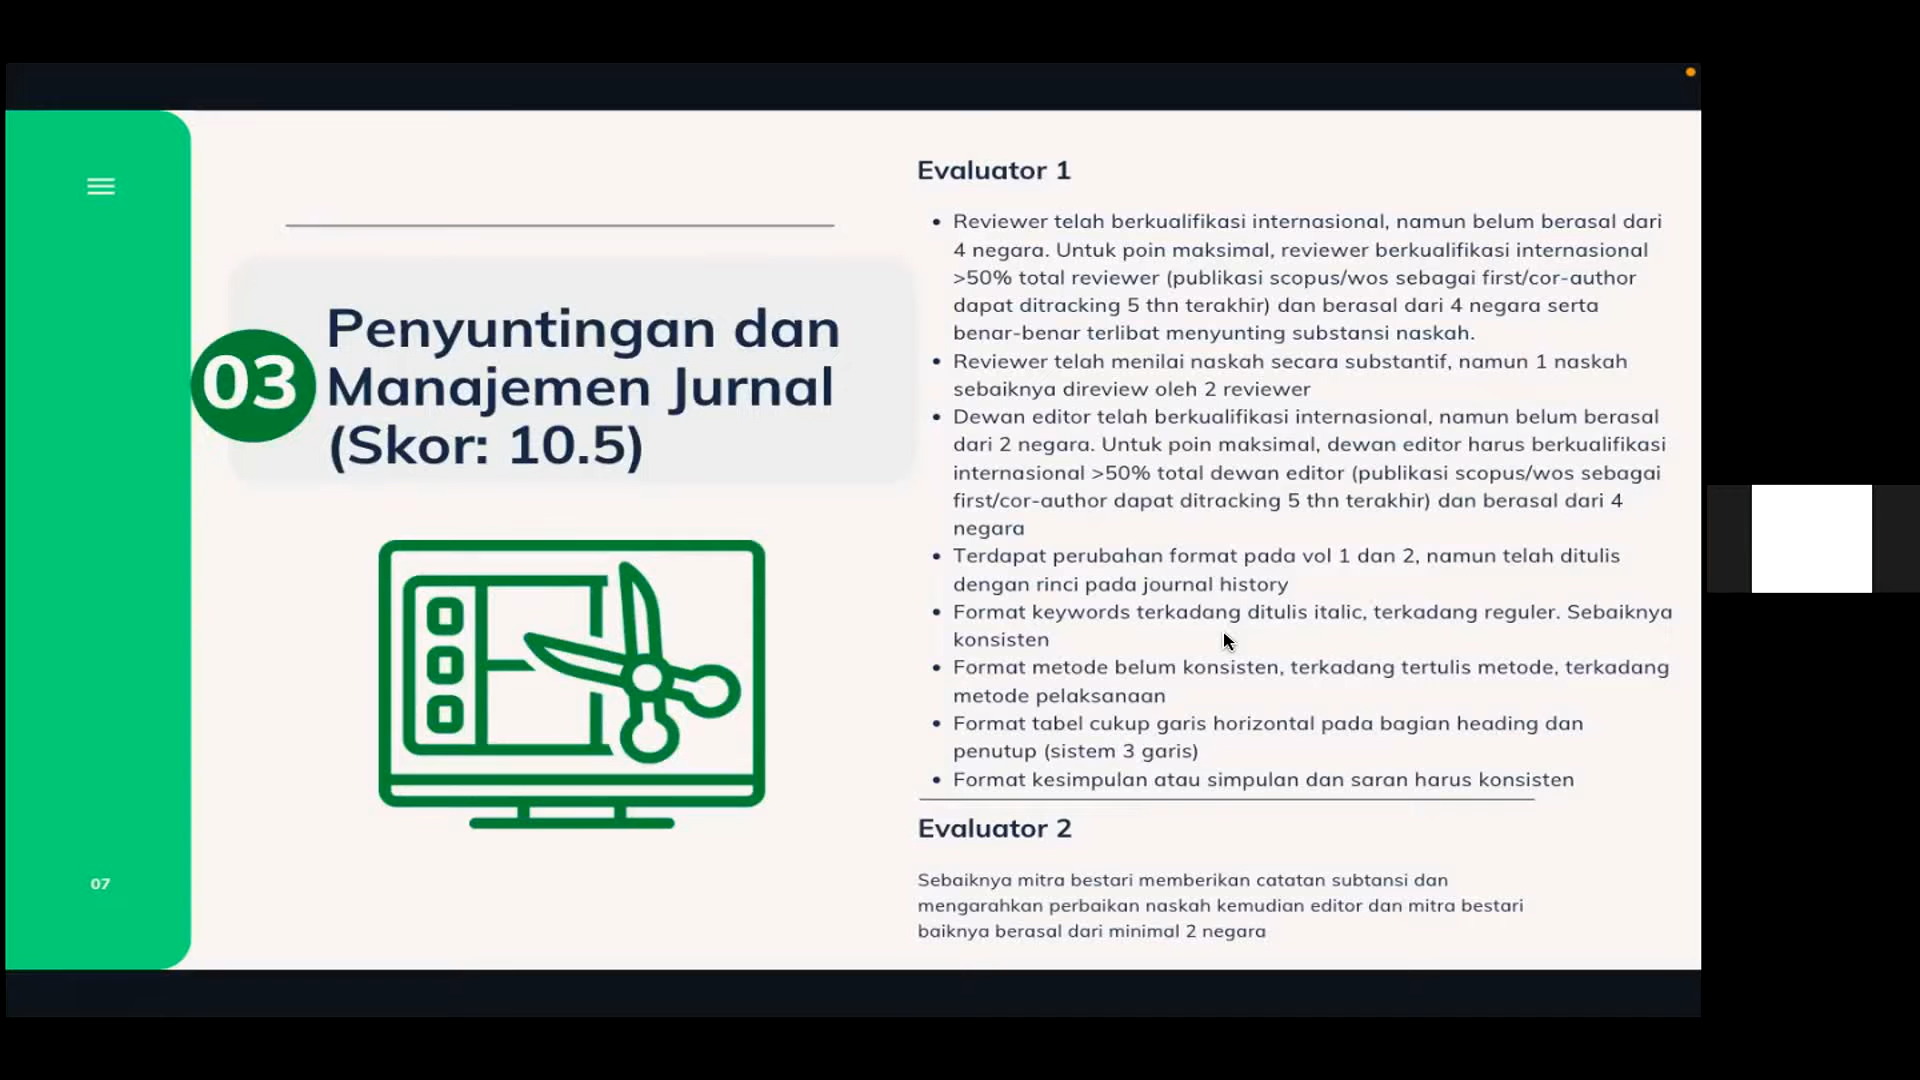 03
Penyuntingan dan
Manajemen Jurnal
(Skor: 10.5)
07
Evaluator 1
• Reviewer telah berkualifikasi internasional, namun belum berasal dari
4 negara. Untuk poin maksimal, reviewer berkualifikasi internasional
>50% total reviewer (publikasi scopus/wos sebagai first/cor-author
dapat ditracking 5 thn terakhir) dan berasal dari 4 negara serta
benar-benar terlibat menyunting substansi naskah.
• Reviewer telah menilai naskah secara substantif, namun 1 naskah
sebaiknya direview oleh 2 reviewer
• Dewan editor telah berkualifikasi internasional, namun belum berasal
dari 2 negara. Untuk poin maksimal, dewan editor harus berkualifikasi
internasional >50% total dewan editor (publikasi scopus/wos sebagai
first/cor-author dapat ditracking 5 thn terakhir) dan berasal dari 4
negara
• Terdapat perubahan format pada vol 1 dan 2, namun telah ditulis
dengan rinci pada journal history
• Format keywords terkadang ditulis italic, terkadang reguler. Sebaiknya
konsisten
• Format metode belum konsisten, terkadang tertulis metode, terkadang
metode pelaksanaan
• Format tabel cukup garis horizontal pada bagian heading dan
penutup (sistem 3 garis)
• Format kesimpulan atau simpulan dan saran harus konsisten
Evaluator 2
Sebaiknya mitra bestari memberikan catatan subtansi dan
mengarahkan perbaikan naskah kemudian editor dan mitra bestari
baiknya berasal dari minimal 2 negara